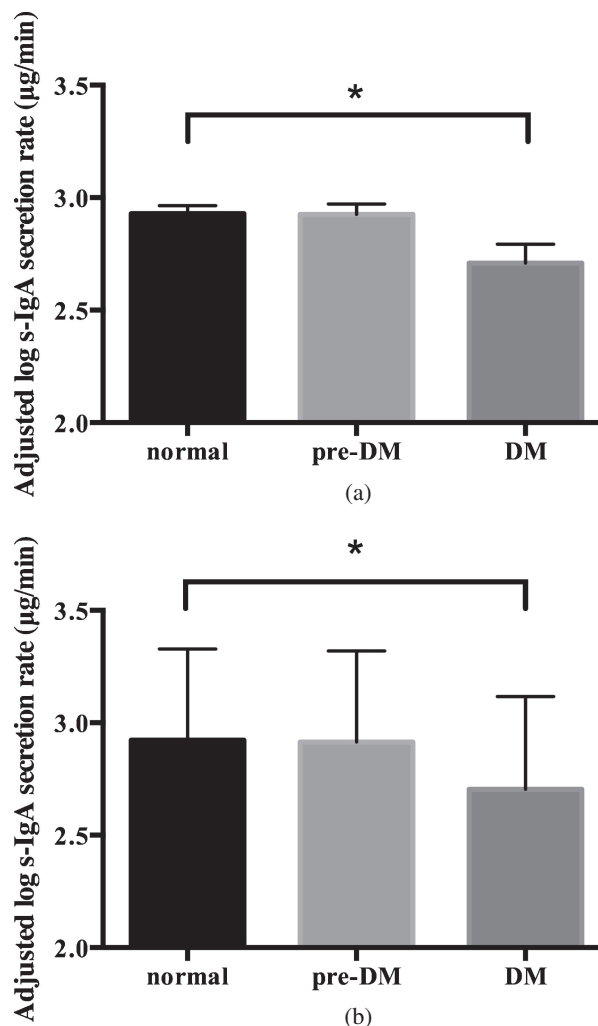 Adjusted log s-IgA secretion rate (μg/min)
3.5
3.0
2.5
2.0
*
normal pre-DM DM
(a)
Adjusted log s-IgA secretion rate (μg/min)
3.5
3.0
2.5
2.0
*
normal pre-DM DM
(b)